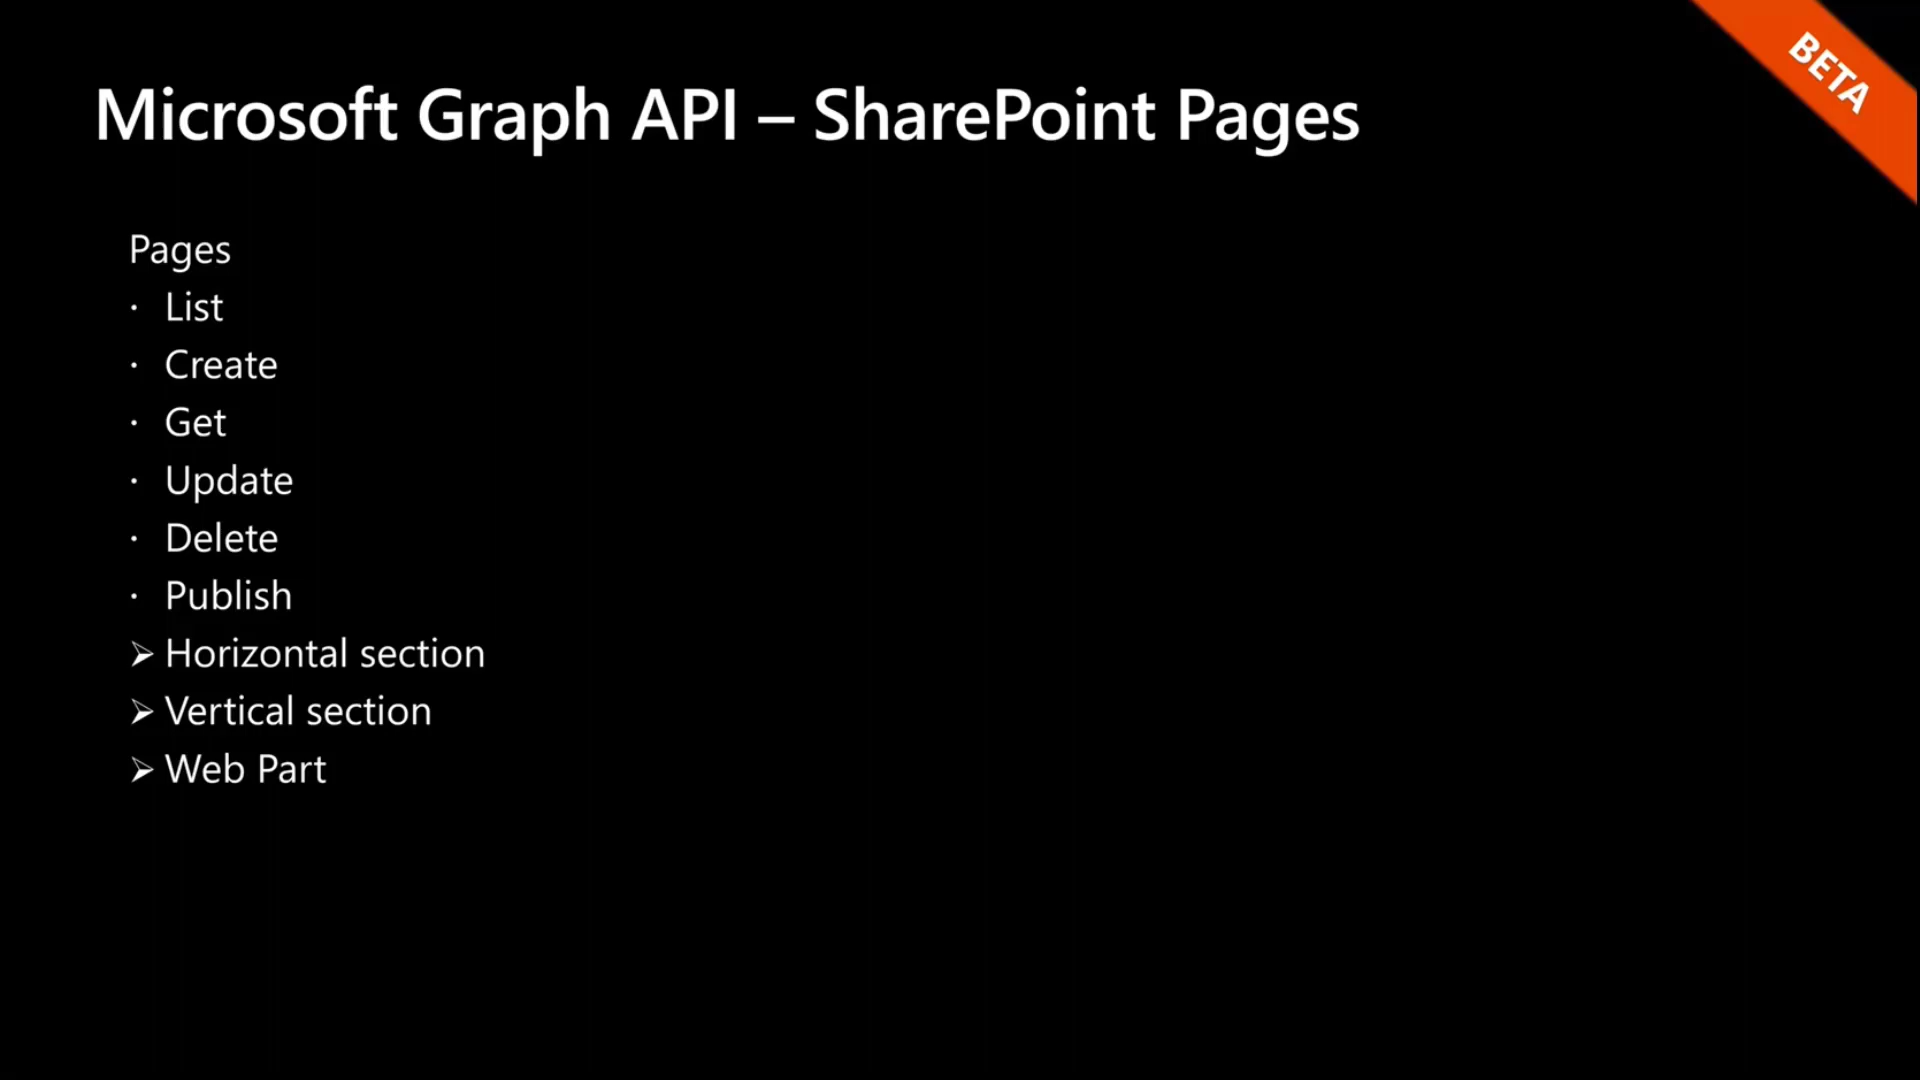 Microsoft Graph API – SharePoint Pages
BETA
Pages
· List
· Create
· Get
· Update
· Delete
· Publish
➢ Horizontal section
➢ Vertical section
➢ Web Part